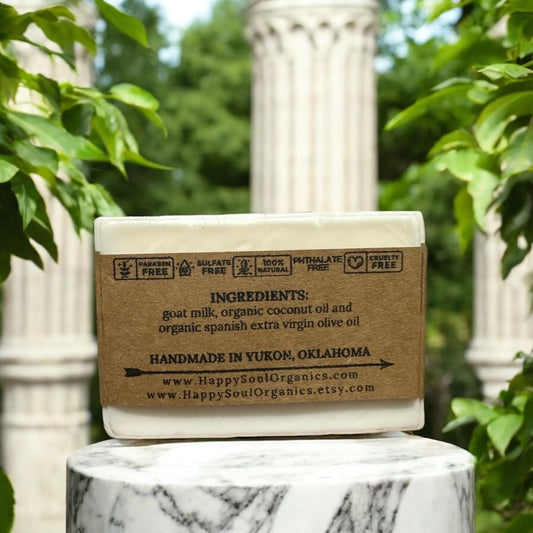 PARABEN FREE SULFATE FREE 100% NATURAL PHTHALATE FREE CRUELTY FREE
INGREDIENTS:
goat milk, organic coconut oil and
organic spanish extra virgin olive oil
HANDMADE IN YUKON, OKLAHOMA
www.HappySoulOrganics.com
www.HappySoulOrganics.etsy.com